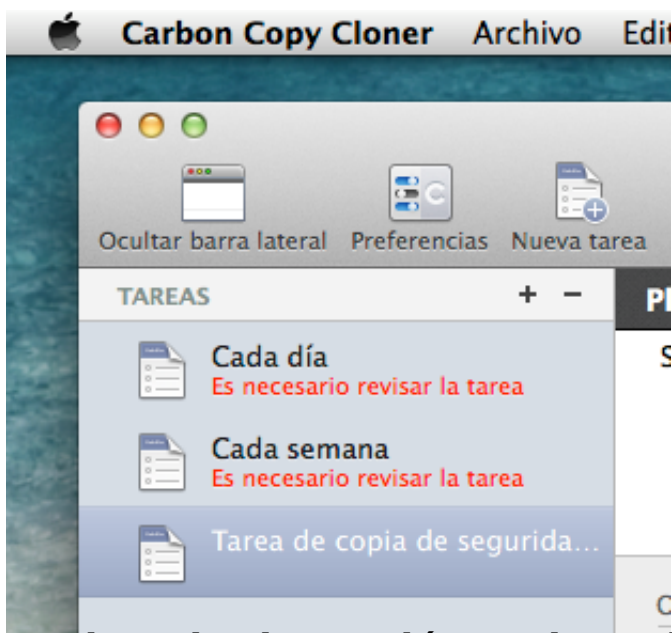 Carbon Copy Cloner Archivo Edit
Ocultar barra lateral Preferencias Nueva tarea
TAREAS + −
Cada día
Es necesario revisar la tarea
Cada semana
Es necesario revisar la tarea
Tarea de copia de segurida...